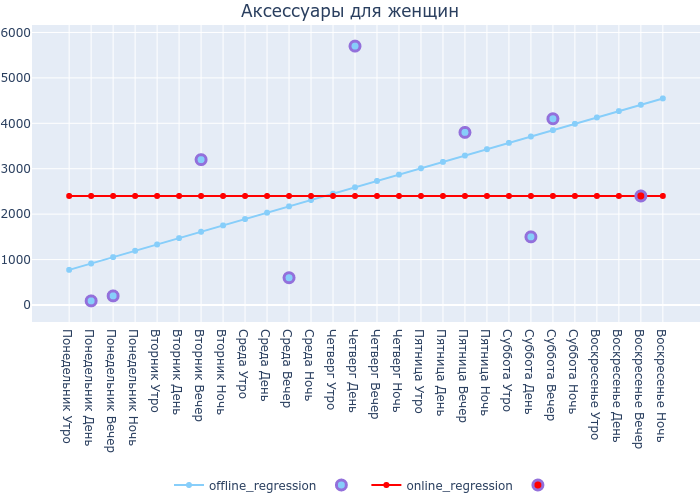 Аксессуары для женщин
6000
5000
4000
3000
2000
1000
0
Понедельник Утро
Понедельник День
Понедельник Вечер
Понедельник Ночь
Вторник Утро
Вторник День
Вторник Вечер
Вторник Ночь
Среда Утро
Среда День
Среда Вечер
Среда Ночь
Четверг Утро
Четверг День
Четверг Вечер
Четверг Ночь
Пятница Утро
Пятница День
Пятница Вечер
Пятница Ночь
Суббота Утро
Суббота День
Суббота Вечер
Суббота Ночь
Воскресенье Утро
Воскресенье День
Воскресенье Вечер
Воскресенье Ночь
offline_regression
online_regression